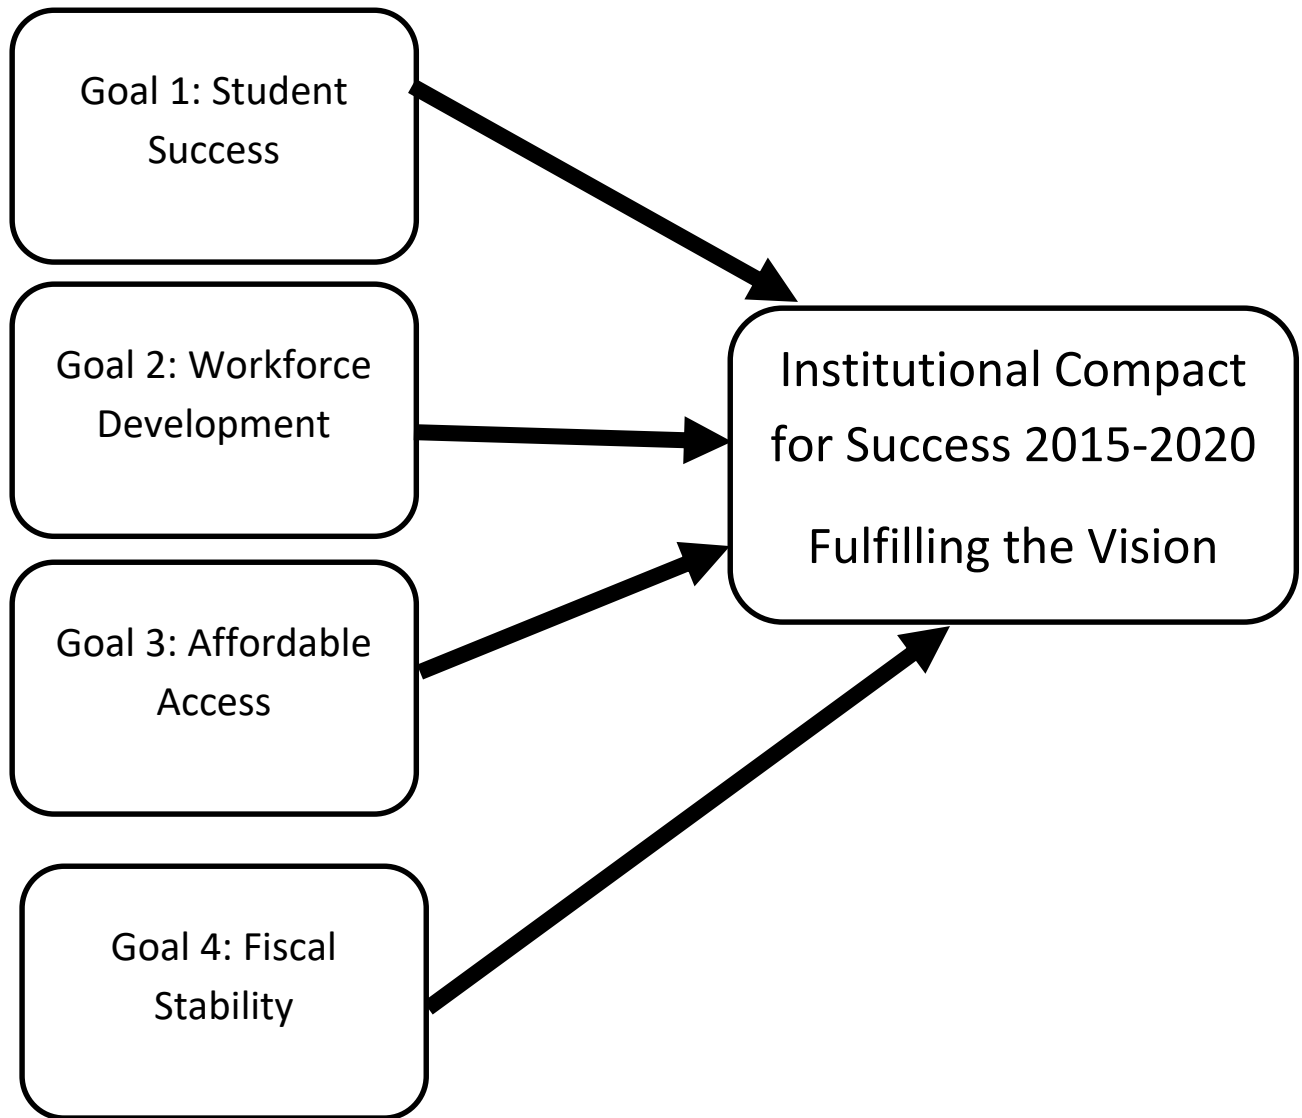 Goal 1: Student
Success
Goal 2: Workforce
Development
Goal 3: Affordable
Access
Goal 4: Fiscal
Stability
Institutional Compact
for Success 2015-2020
Fulfilling the Vision